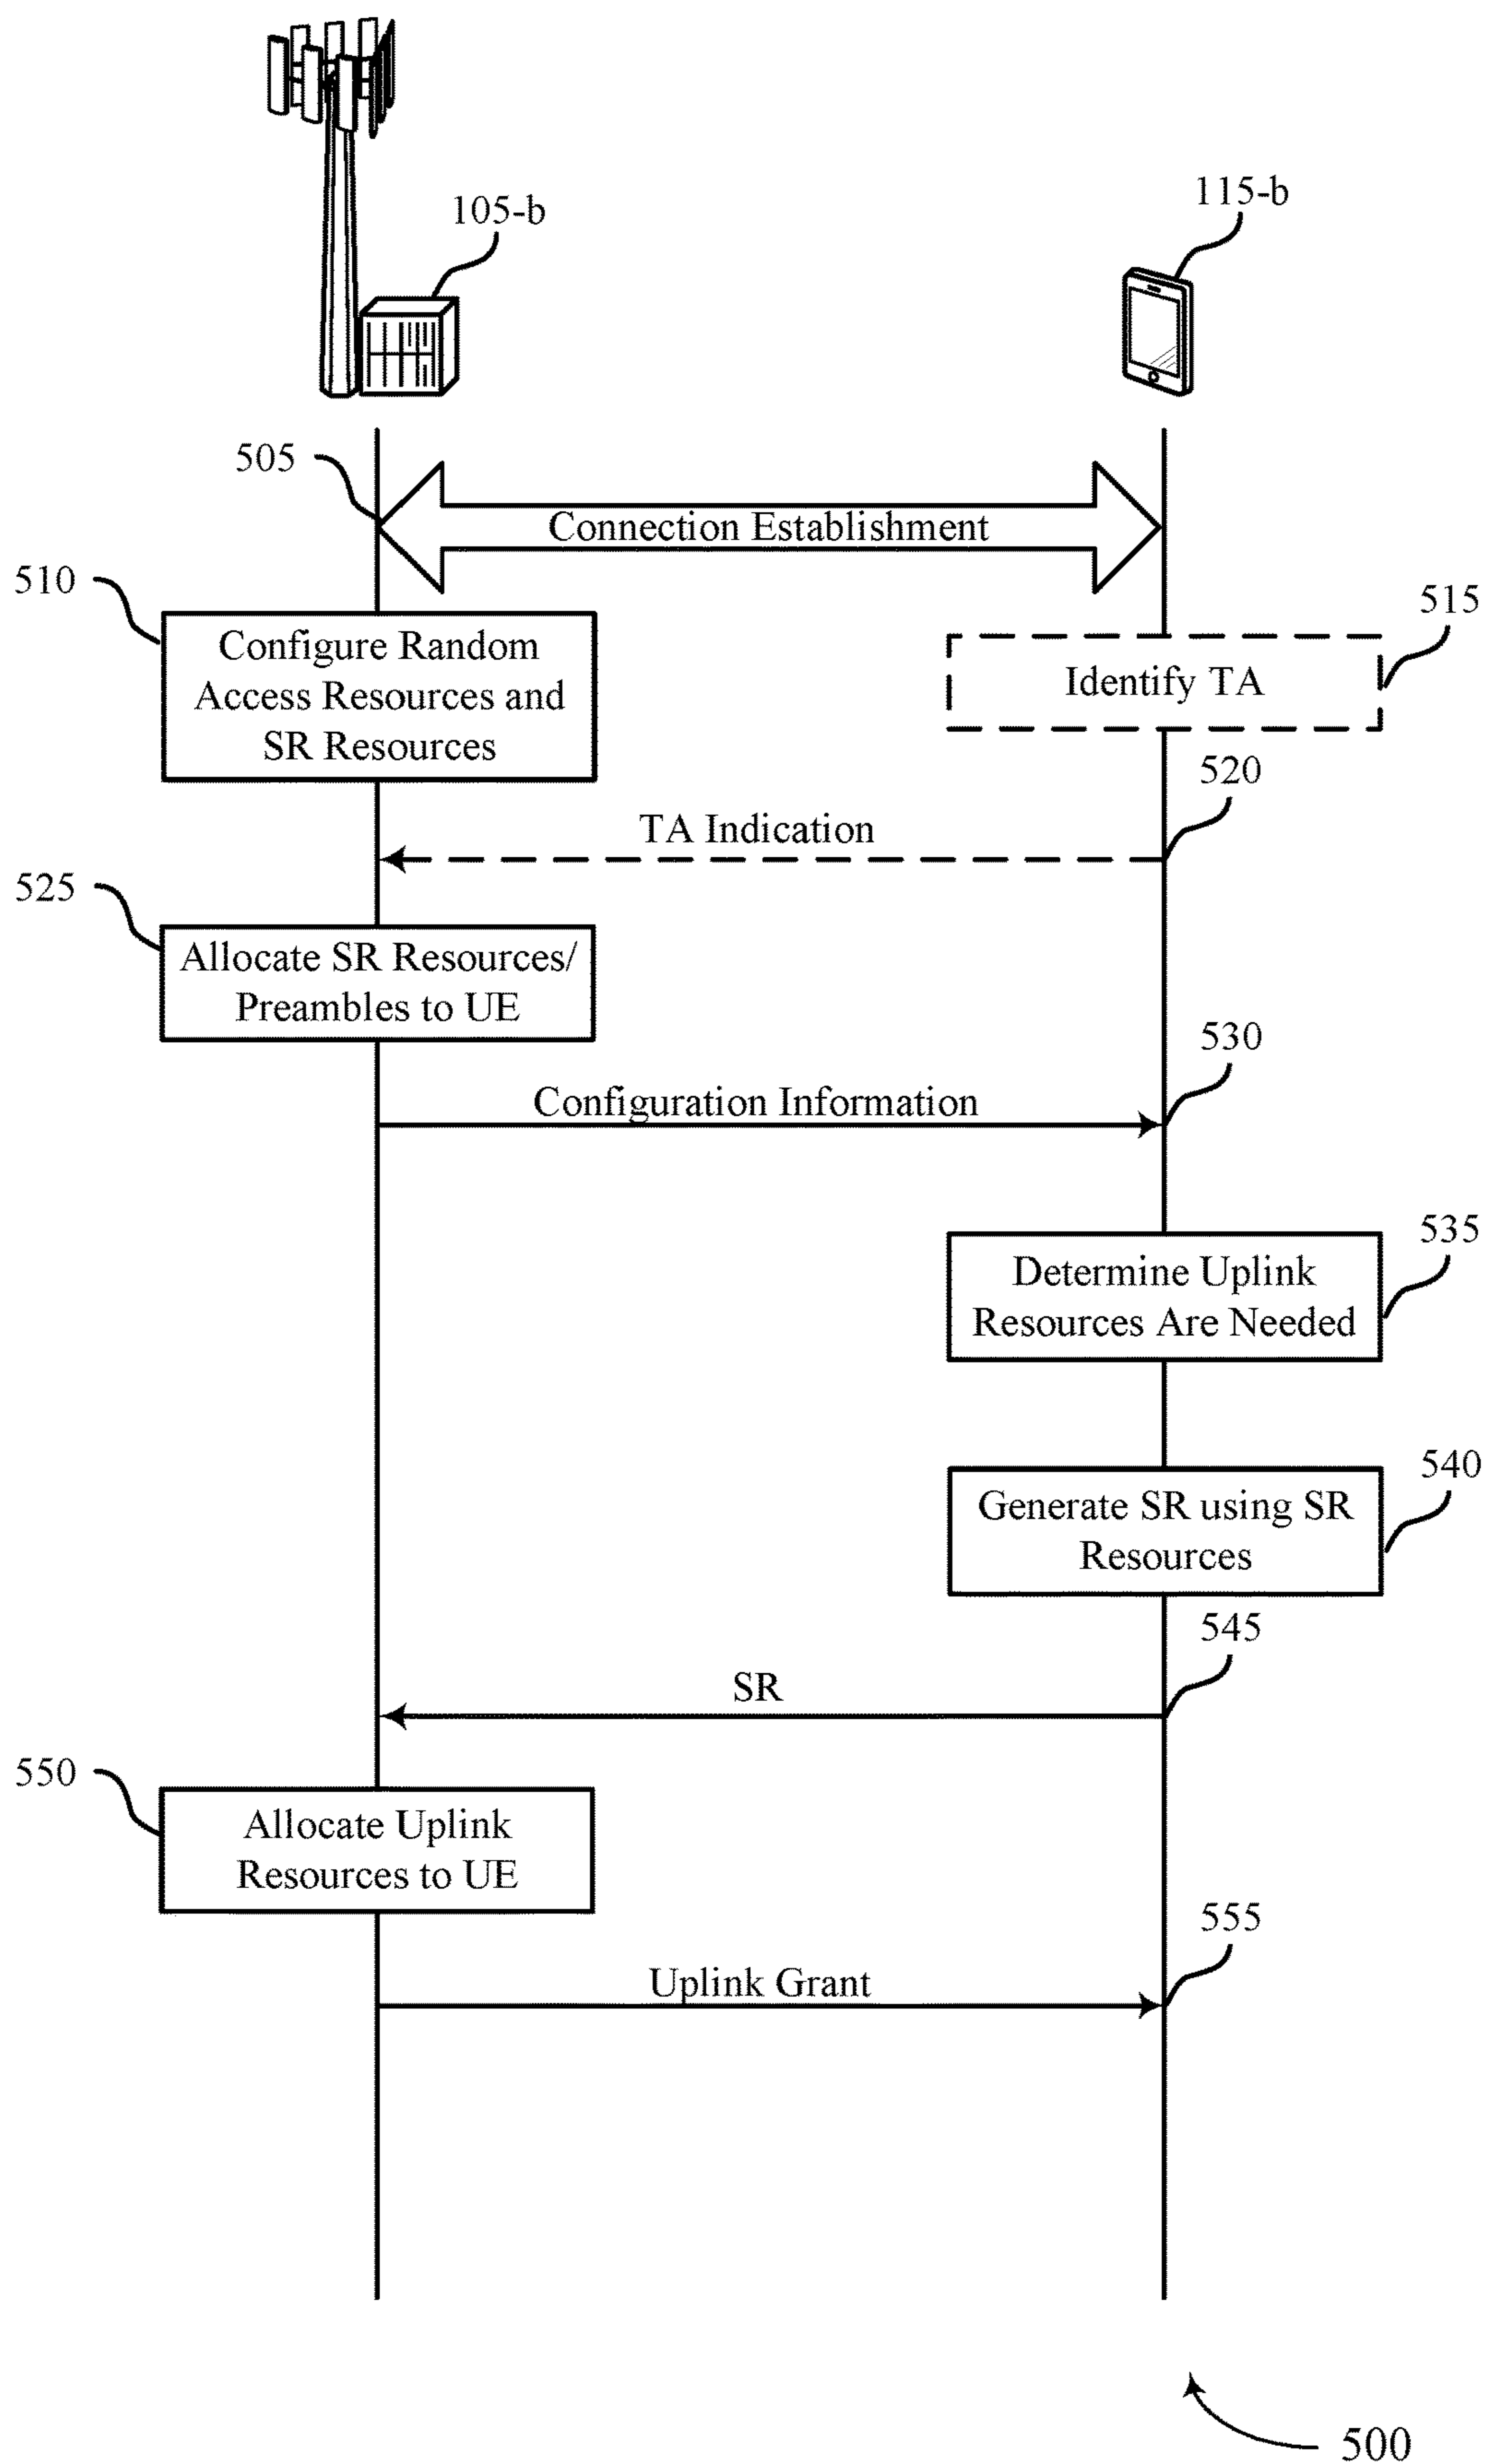 105-b
115-b
505
Connection Establishment
510
Configure Random
Access Resources and
SR Resources
515
Identify TA
520
TA Indication
525
Allocate SR Resources/
Preambles to UE
530
Configuration Information
535
Determine Uplink
Resources Are Needed
540
Generate SR using SR
Resources
545
SR
550
Allocate Uplink
Resources to UE
555
Uplink Grant
500